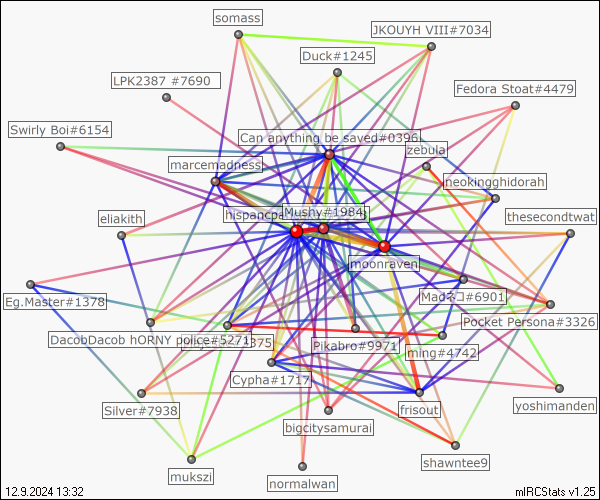 somass
JKOUYH VIII#7034
Duck#1245
LPK2387 #7690
Fedora Stoat#4479
Swirly Boi#6154
Can anything be saved#0396
zebula
marcemadness
neokingghidorah
hispancpa
Mushy#1984
thesecondtwat
eliakith
moonraven
Eg.Master#1378
#6901
Pocket Persona#3326
DacobDacob hORNY police#5271
1375
Pikabro#9971
ming#4742
Cypha#1717
yoshimanden
Silver#7938
frisout
bigcitysamurai
shawntee9
mukszi
normalwan
12.9.2024 13:32
mIRCStats v1.25